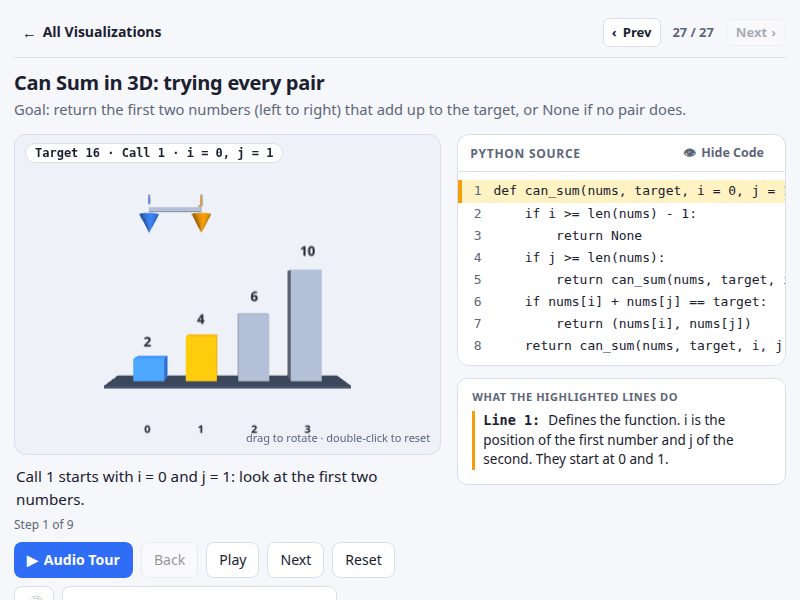 ← All Visualizations
‹ Prev
27 / 27
Next ›
Can Sum in 3D: trying every pair
Goal: return the first two numbers (left to right) that add up to the target, or None if no pair does.
Target 16 · Call 1 · i = 0, j = 1
2
4
6
10
0
1
2
3
drag to rotate · double-click to reset
Call 1 starts with i = 0 and j = 1: look at the first two
numbers.
Step 1 of 9
▶ Audio Tour
Back
Play
Next
Reset
PYTHON SOURCE
Hide Code
1 def can_sum(nums, target, i = 0, j =
2 if i >= len(nums) - 1:
3 return None
4 if j >= len(nums):
5 return can_sum(nums, target,
6 if nums[i] + nums[j] == target:
7 return (nums[i], nums[j])
8 return can_sum(nums, target, i, j
WHAT THE HIGHLIGHTED LINES DO
Line 1: Defines the function. i is the
position of the first number and j of the
second. They start at 0 and 1.